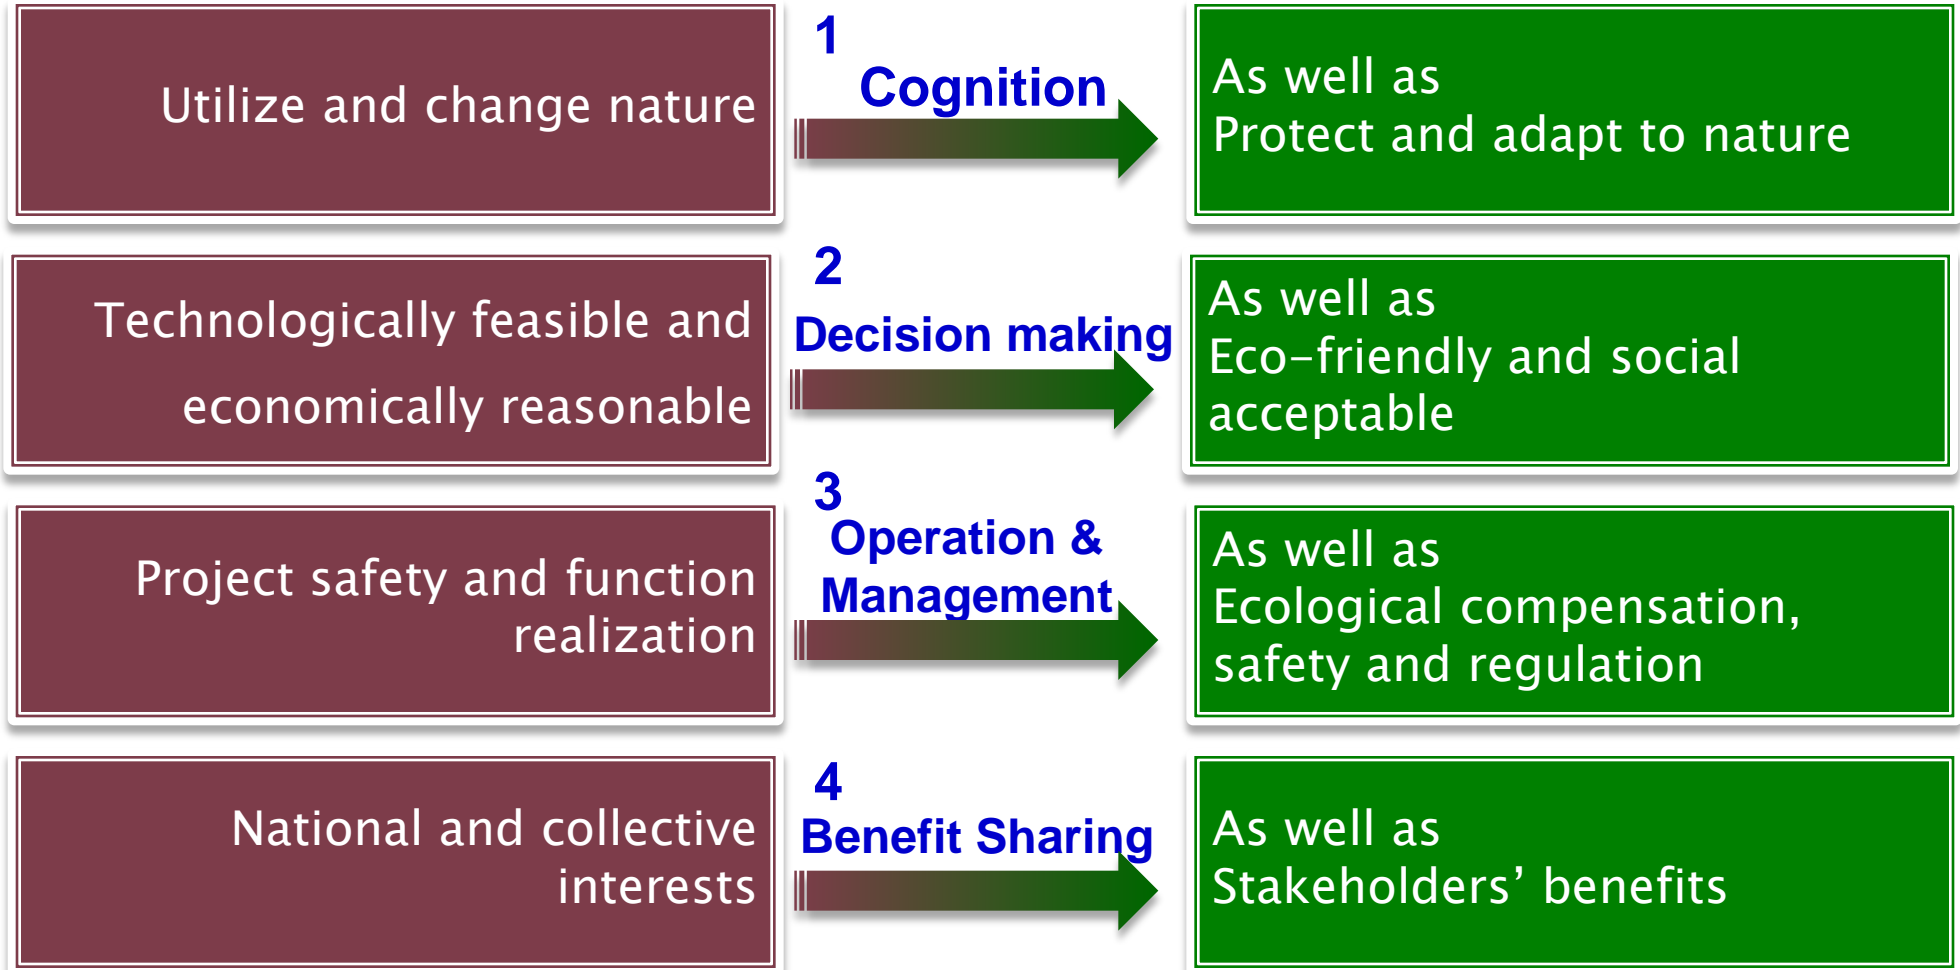 Utilize and change nature
1
Cognition
As well as
Protect and adapt to nature
Technologically feasible and
economically reasonable
2
Decision making
As well as
Eco-friendly and social
acceptable
Project safety and function
realization
3
Operation &
Management
As well as
Ecological compensation,
safety and regulation
National and collective
interests
4
Benefit Sharing
As well as
Stakeholders’ benefits